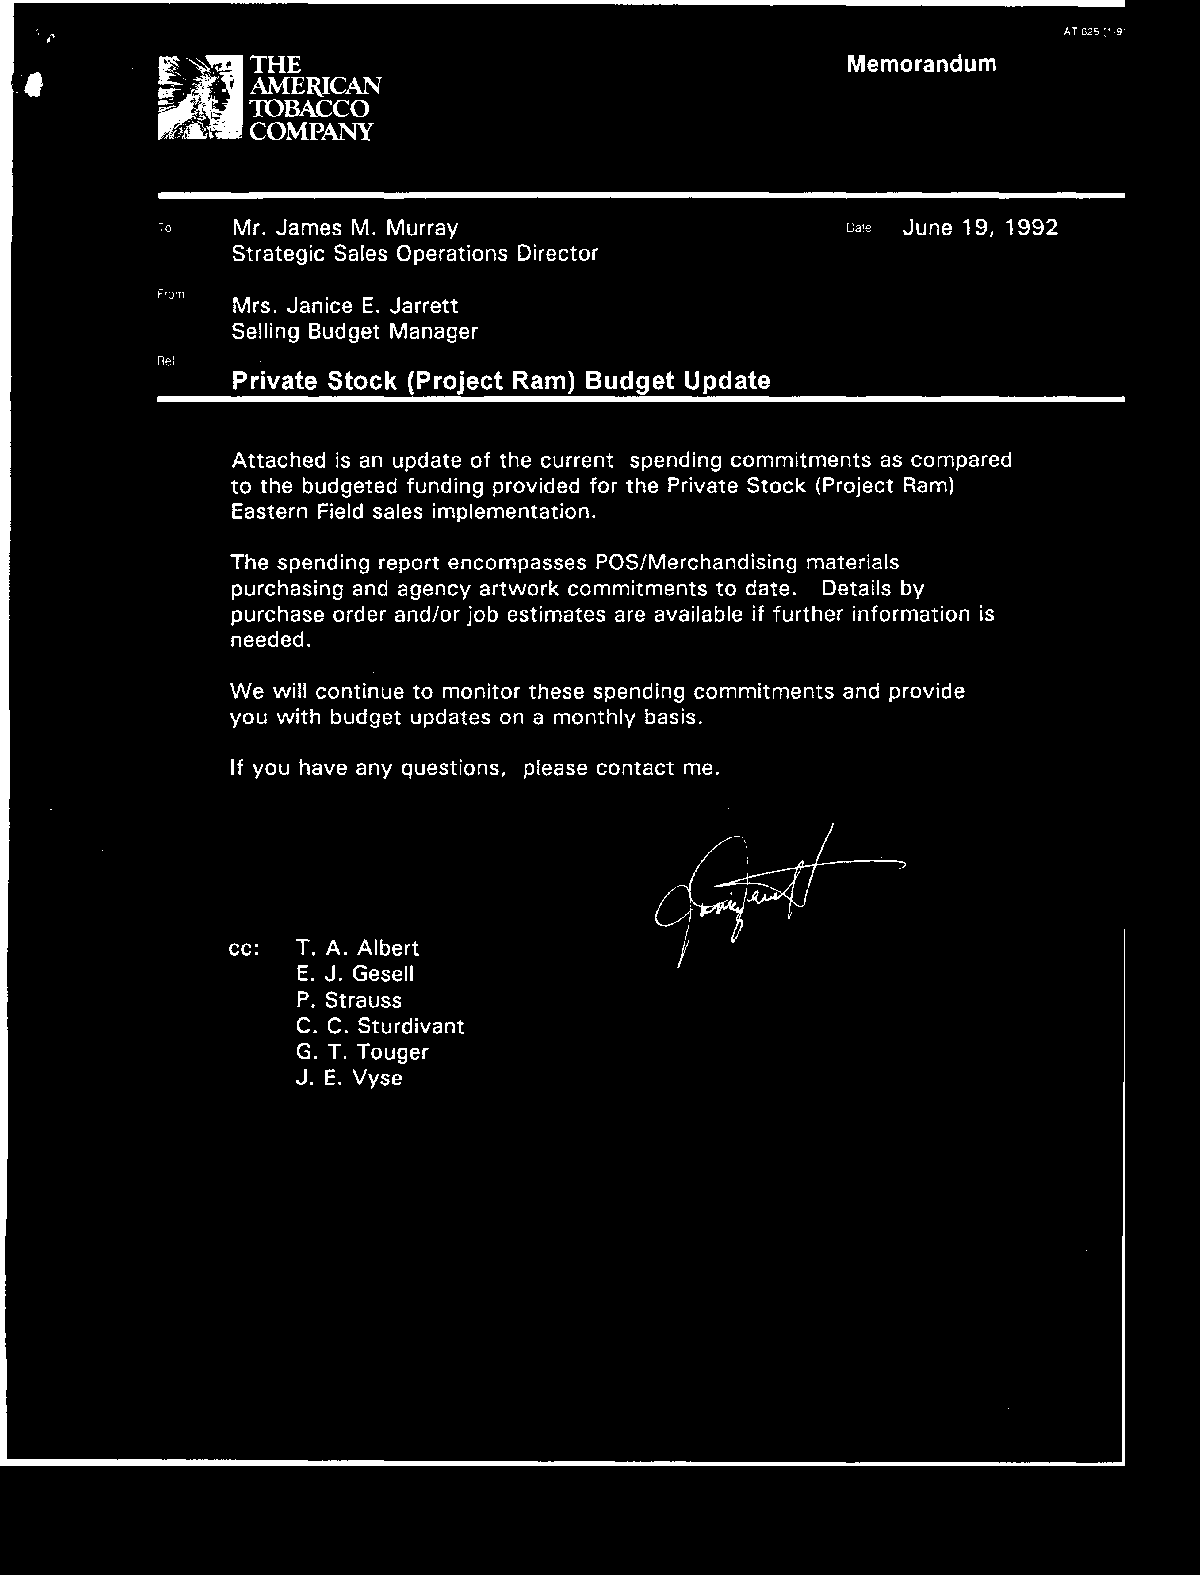 AT 625
THE
AMERICAN
TOBACCO
COMPANY
Memorandum
To Mr. James M. Murray Date June 19, 1992
Strategic Sales Operations Director
From
Mrs. Janice E. Jarrett
Selling Budget Manager
Ref
Private Stock (Project Ram) Budget Update
Attached is an update of the current spending commitments as compared
to the budgeted funding provided for the Private Stock (Project Ram)
Eastern Field sales implementation.
The spending report encompasses POS/Merchandising materials
purchasing and agency artwork commitments to date. Details by
purchase order and/or job estimates are available if further information is
needed.
We will continue to monitor these spending commitments and provide
you with budget updates on a monthly basis.
If you have any questions, please contact me.
cc: T. A. Albert
E. J. Gesell
P. Strauss
C. C. Sturdivant
G. T. Touger
J. E. Vyse